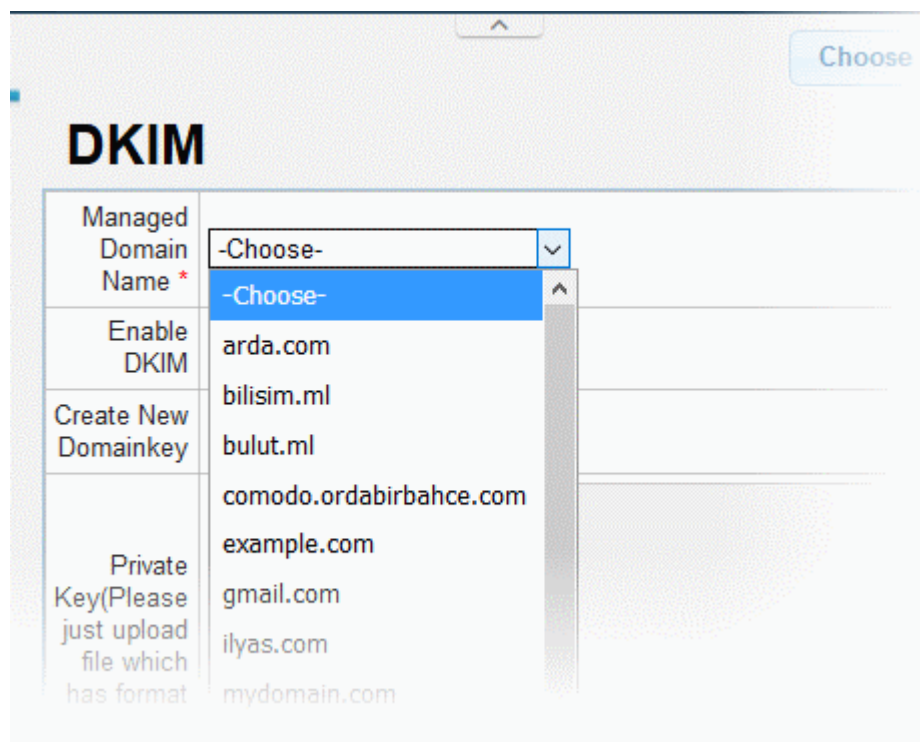 Choose
DKIM
Managed
Domain
Name *
-Choose-
-Choose-
arda.com
bilisim.ml
bulut.ml
comodo.ordabirbahce.com
example.com
gmail.com
ilyas.com
mydomain.com
Enable
DKIM
Create New
Domainkey
Private
Key(Please
just upload
file which
has format